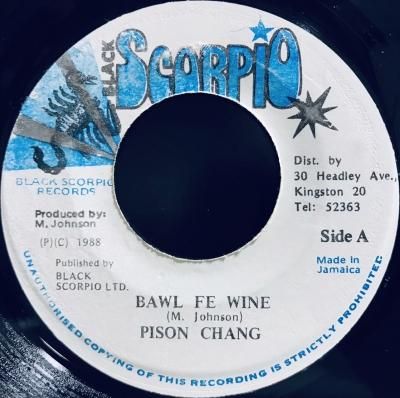 BLACK
SCORPIO
BLACK SCORPIO
RECORDS
Produced by:
M. Johnson
(P)(C) 1988
Published by
BLACK
SCORPIO LTD.
Dist. by
30 Headley Ave.,
Kingston 20
Tel: 52363
Side A
Made in
Jamaica
BAWL FE WINE
(M. Johnson)
PISON CHANG
UNAUTHORISED COPYING OF THIS RECORDING IS STRICTLY PROHIBITED